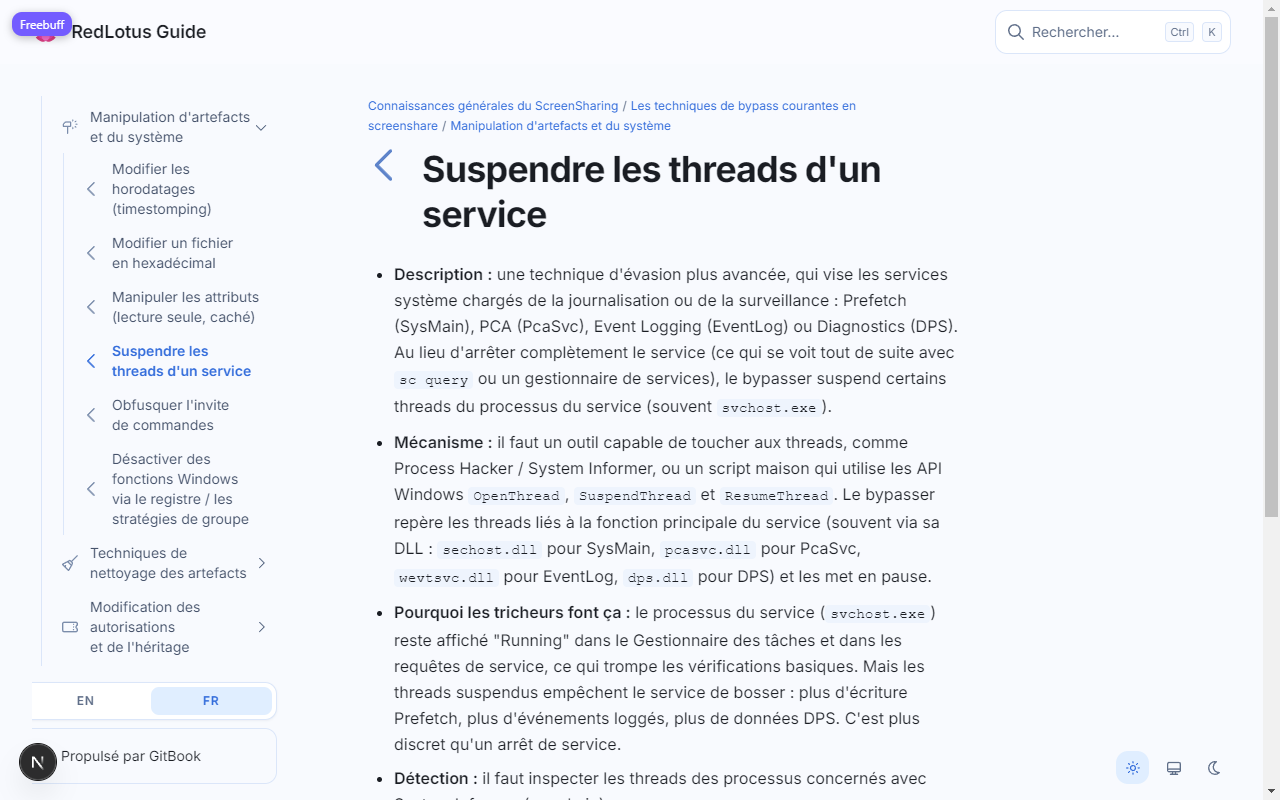 Freebuff
RedLotus Guide
Rechercher...
Ctrl
K
Manipulation d'artefacts
et du système
Modifier les
horodatages
(timestomping)
Modifier un fichier
en hexadécimal
Manipuler les attributs
(lecture seule, caché)
Suspendre les
threads d'un service
Obfusquer l'invite
de commandes
Désactiver des
fonctions Windows
via le registre / les
stratégies de groupe
Techniques de
nettoyage des artefacts
Modification des
autorisations
et de l'héritage
EN
FR
N
Propulsé par GitBook
Connaissances générales du ScreenSharing / Les techniques de bypass courantes en
screenshare / Manipulation d'artefacts et du système
Suspendre les threads d'un
service
• Description : une technique d'évasion plus avancée, qui vise les services
système chargés de la journalisation ou de la surveillance : Prefetch
(SysMain), PCA (PcaSvc), Event Logging (EventLog) ou Diagnostics (DPS).
Au lieu d'arrêter complètement le service (ce qui se voit tout de suite avec
sc query ou un gestionnaire de services), le bypasser suspend certains
threads du processus du service (souvent svchost.exe ).
• Mécanisme : il faut un outil capable de toucher aux threads, comme
Process Hacker / System Informer, ou un script maison qui utilise les API
Windows OpenThread , SuspendThread et ResumeThread . Le bypasser
repère les threads liés à la fonction principale du service (souvent via sa
DLL : sechost.dll pour SysMain, pcasvc.dll pour PcaSvc,
wevtsvc.dll pour EventLog, dps.dll pour DPS) et les met en pause.
• Pourquoi les tricheurs font ça : le processus du service ( svchost.exe )
reste affiché "Running" dans le Gestionnaire des tâches et dans les
requêtes de service, ce qui trompe les vérifications basiques. Mais les
threads suspendus empêchent le service de bosser : plus d'écriture
Prefetch, plus d'événements loggés, plus de données DPS. C'est plus
discret qu'un arrêt de service.
• Détection : il faut inspecter les threads des processus concernés avec